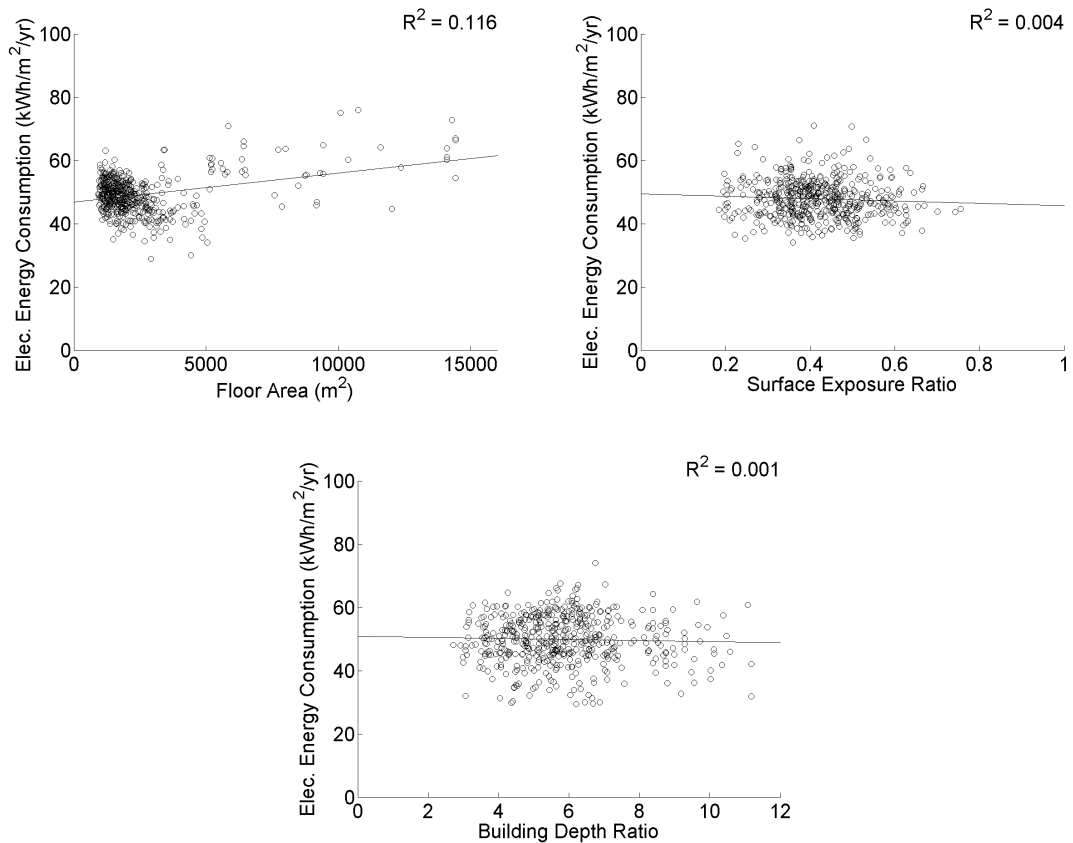 R² = 0.116
Elec. Energy Consumption (kWh/m²/yr)
100
80
60
40
20
0
0 5000 10000 15000
Floor Area (m²)
R² = 0.004
Elec. Energy Consumption (kWh/m²/yr)
100
80
60
40
20
0
0 0.2 0.4 0.6 0.8 1
Surface Exposure Ratio
R² = 0.001
Elec. Energy Consumption (kWh/m²/yr)
100
80
60
40
20
0
0 2 4 6 8 10 12
Building Depth Ratio